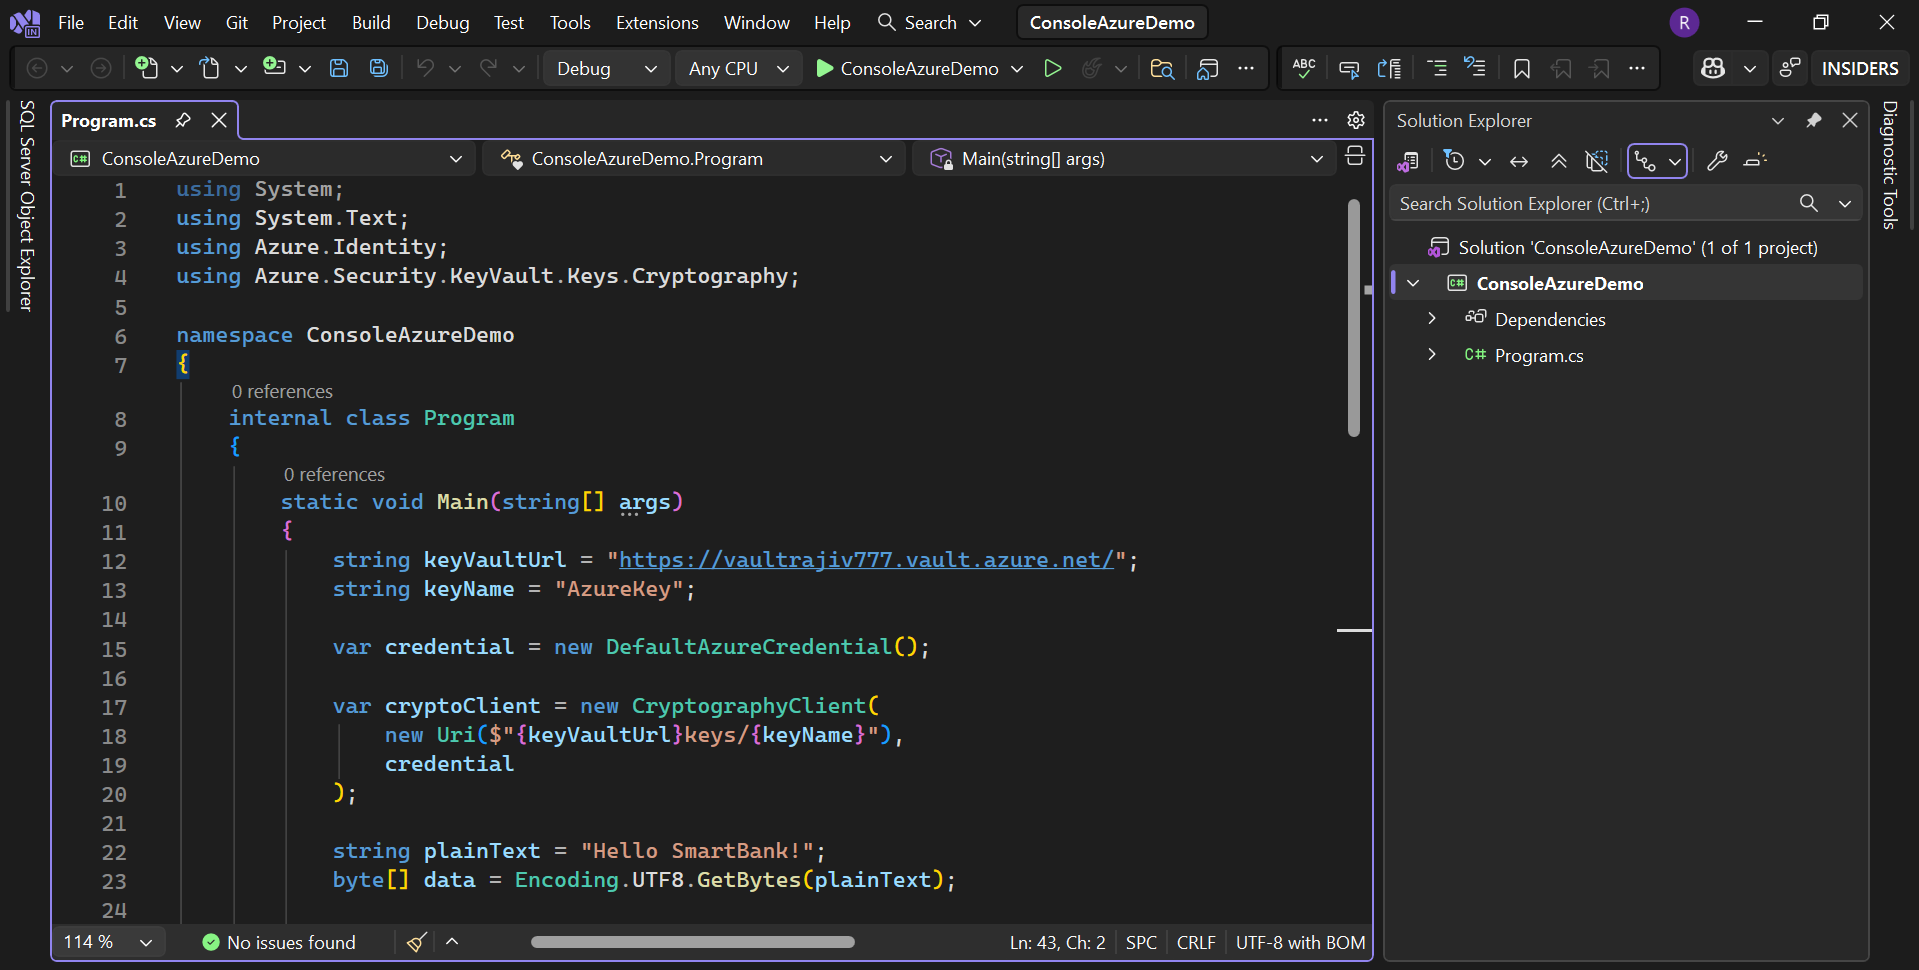 File Edit View Git Project Build Debug Test Tools Extensions Window Help Search ConsoleAzureDemo R
IN
Debug Any CPU ConsoleAzureDemo ABC INSIDERS
SQL Server Object Explorer
Program.cs
C# ConsoleAzureDemo ConsoleAzureDemo.Program Main(string[] args)
1 using System;
2 using System.Text;
3 using Azure.Identity;
4 using Azure.Security.KeyVault.Keys.Cryptography;
5
6 namespace ConsoleAzureDemo
7 {
0 references
8 internal class Program
9 {
0 references
10 static void Main(string[] args)
11 {
12 string keyVaultUrl = "https://vaultrajiv777.vault.azure.net/";
13 string keyName = "AzureKey";
14
15 var credential = new DefaultAzureCredential();
16
17 var cryptoClient = new CryptographyClient(
18 new Uri($"{keyVaultUrl}keys/{keyName}"),
19 credential
20 );
21
22 string plainText = "Hello SmartBank!";
23 byte[] data = Encoding.UTF8.GetBytes(plainText);
24
114 % No issues found Ln: 43, Ch: 2 SPC CRLF UTF-8 with BOM
Solution Explorer
Search Solution Explorer (Ctrl+;)
Solution 'ConsoleAzureDemo' (1 of 1 project)
C# ConsoleAzureDemo
Dependencies
C# Program.cs
Diagnostic Tools